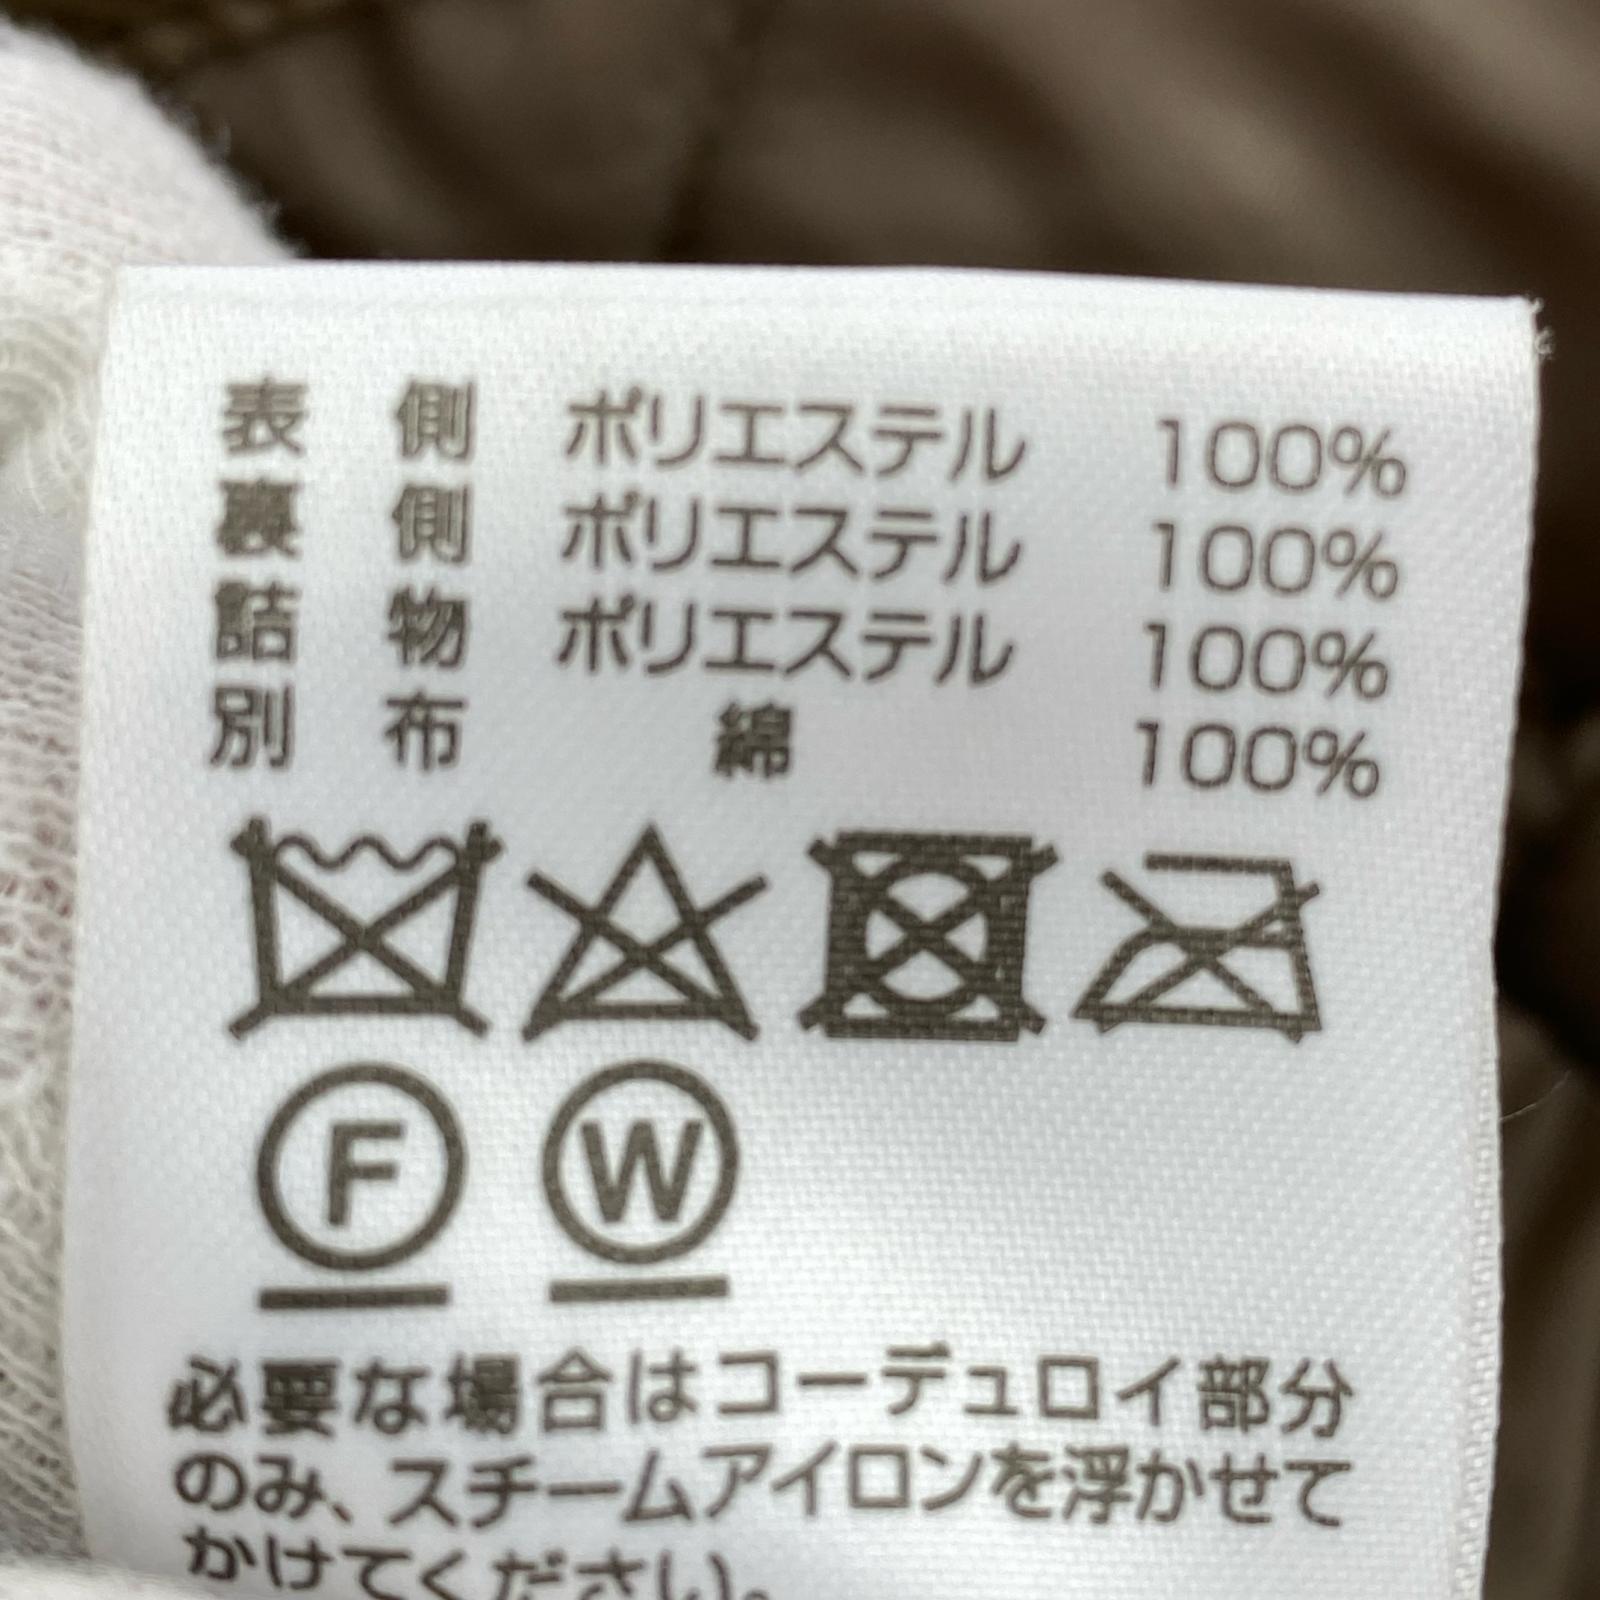 表 側 ポリエステル 100%
裏 側 ポリエステル 100%
詰 物 ポリエステル 100%
別 布 綿 100%
F W
必要な場合はコーデュロイ部分
のみ、スチームアイロンを浮かせて
かけてください。